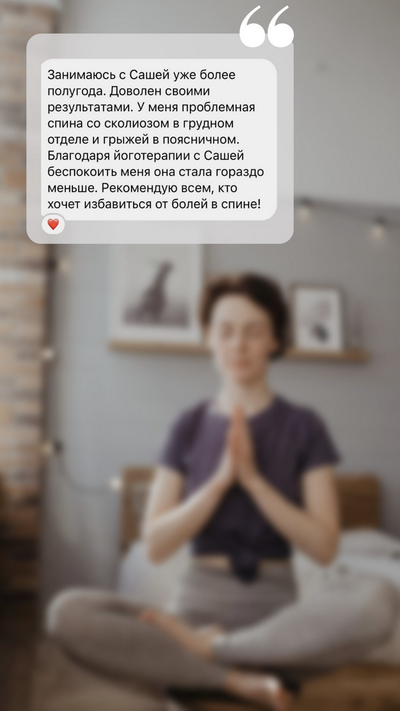 Занимаюсь с Сашей уже более
полугода. Доволен своими
результатами. У меня проблемная
спина со сколиозом в грудном
отделе и грыжей в поясничном.
Благодаря йоготерапии с Сашей
беспокоить меня она стала гораздо
меньше. Рекомендую всем, кто
хочет избавиться от болей в спине!